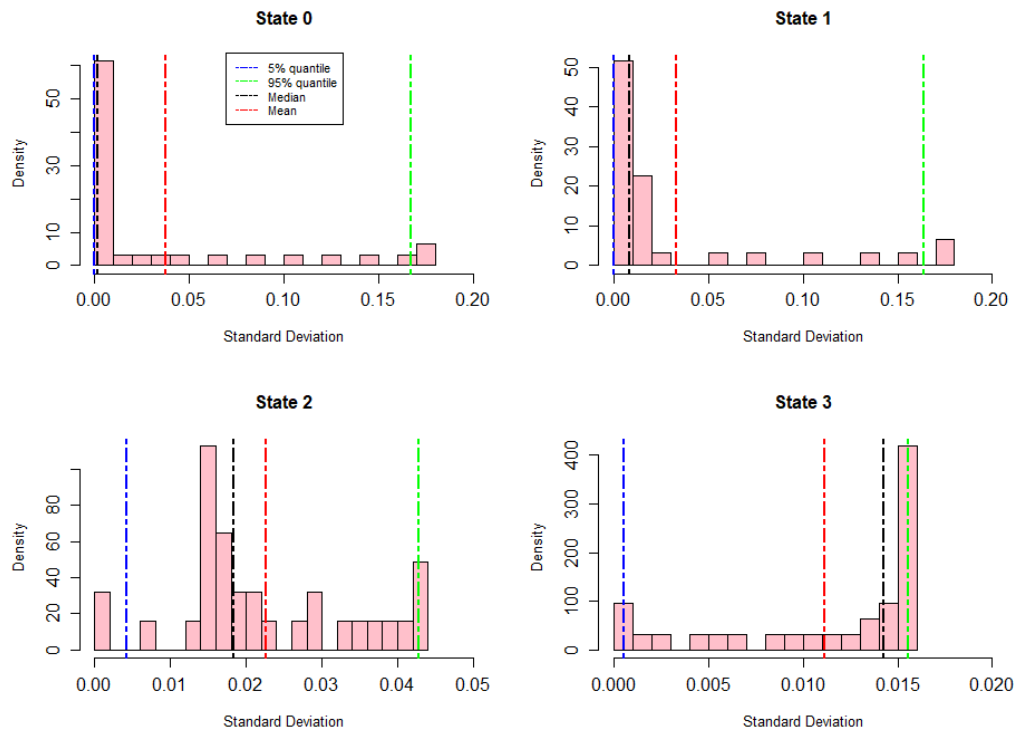 State 0
5% quantile
95% quantile
Median
Mean
Density
0 10 30 50
0.00 0.05 0.10 0.15 0.20
Standard Deviation
State 1
Density
0 10 20 30 40 50
0.00 0.05 0.10 0.15 0.20
Standard Deviation
State 2
Density
0 20 40 60 80
0.00 0.01 0.02 0.03 0.04 0.05
Standard Deviation
State 3
Density
0 100 200 300 400
0.000 0.005 0.010 0.015 0.020
Standard Deviation